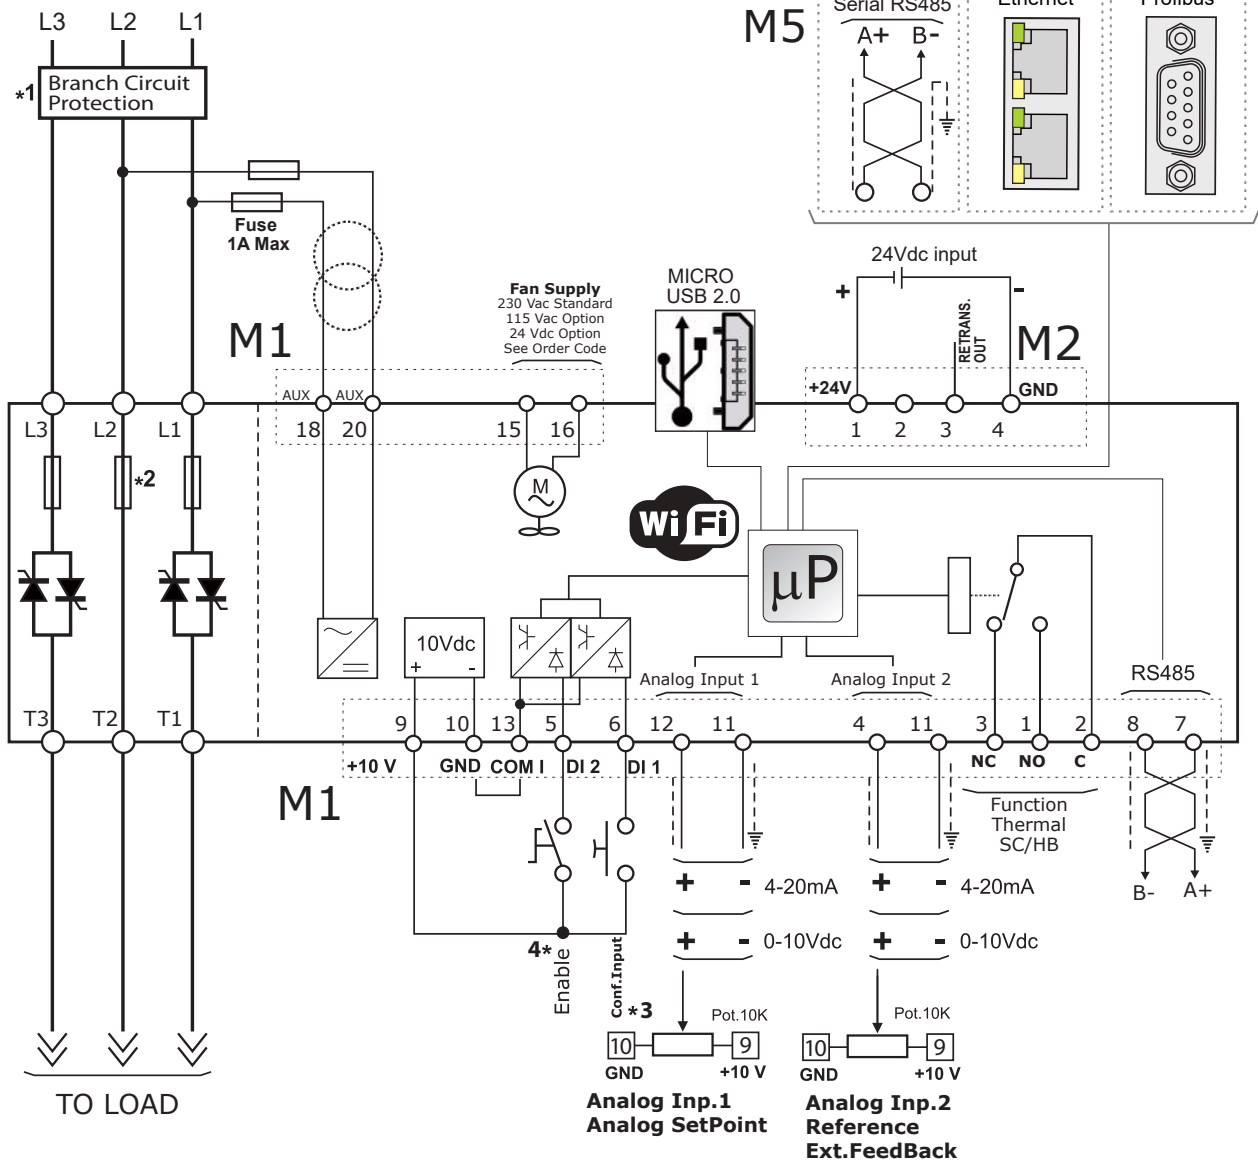 L3 L2 L1
*1 Branch Circuit
Protection
Fuse
1A Max
M5
Serial RS485
A+ B-
Ethernet
Profibus
M1
Fan Supply
230 Vac Standard
115 Vac Option
24 Vdc Option
See Order Code
MICRO
USB 2.0
24Vdc input
+ -
RETRANS.
OUT
M2
AUX AUX
+24V GND
L3 L2 L1
18 20 15 16
1 2 3 4
*2
M
Wi Fi
µP
10Vdc
+ -
Analog Input 1
Analog Input 2
RS485
T3 T2 T1
9 10 13 5 6 12 11 4 11 3 1 2 8 7
+10 V GND COM I DI 2 DI 1
NC NO C
M1
Function
Thermal
SC/HB
+ - 4-20mA
+ - 4-20mA
B- A+
+ - 0-10Vdc
+ - 0-10Vdc
4*
Enable
Conf.Input
*3
Pot.10K
10 9
GND +10 V
Analog Inp.1
Analog SetPoint
Pot.10K
10 9
GND +10 V
Analog Inp.2
Reference
Ext.FeedBack
TO LOAD